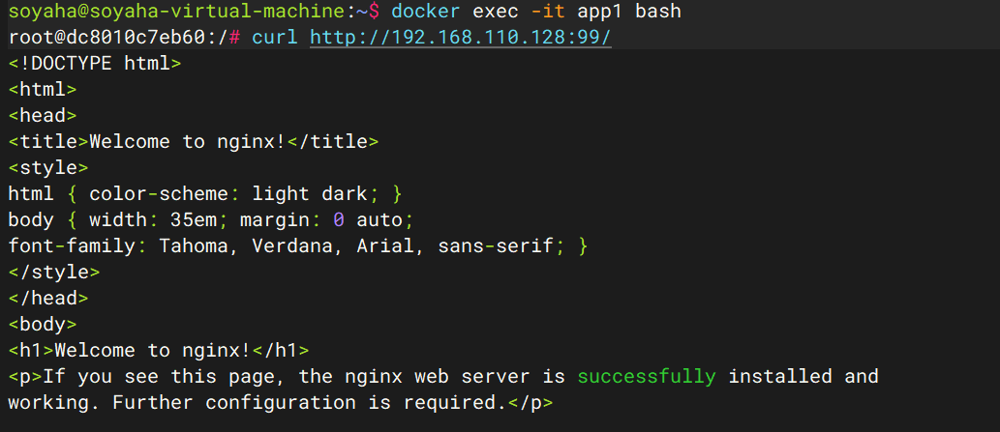 soyaha@soyaha-virtual-machine:~$ docker exec -it app1 bash
root@dc8010c7eb60:/# curl http://192.168.110.128:99/
<!DOCTYPE html>
<html>
<head>
<title>Welcome to nginx!</title>
<style>
html { color-scheme: light dark; }
body { width: 35em; margin: 0 auto;
font-family: Tahoma, Verdana, Arial, sans-serif; }
</style>
</head>
<body>
<h1>Welcome to nginx!</h1>
<p>If you see this page, the nginx web server is successfully installed and
working. Further configuration is required.</p>